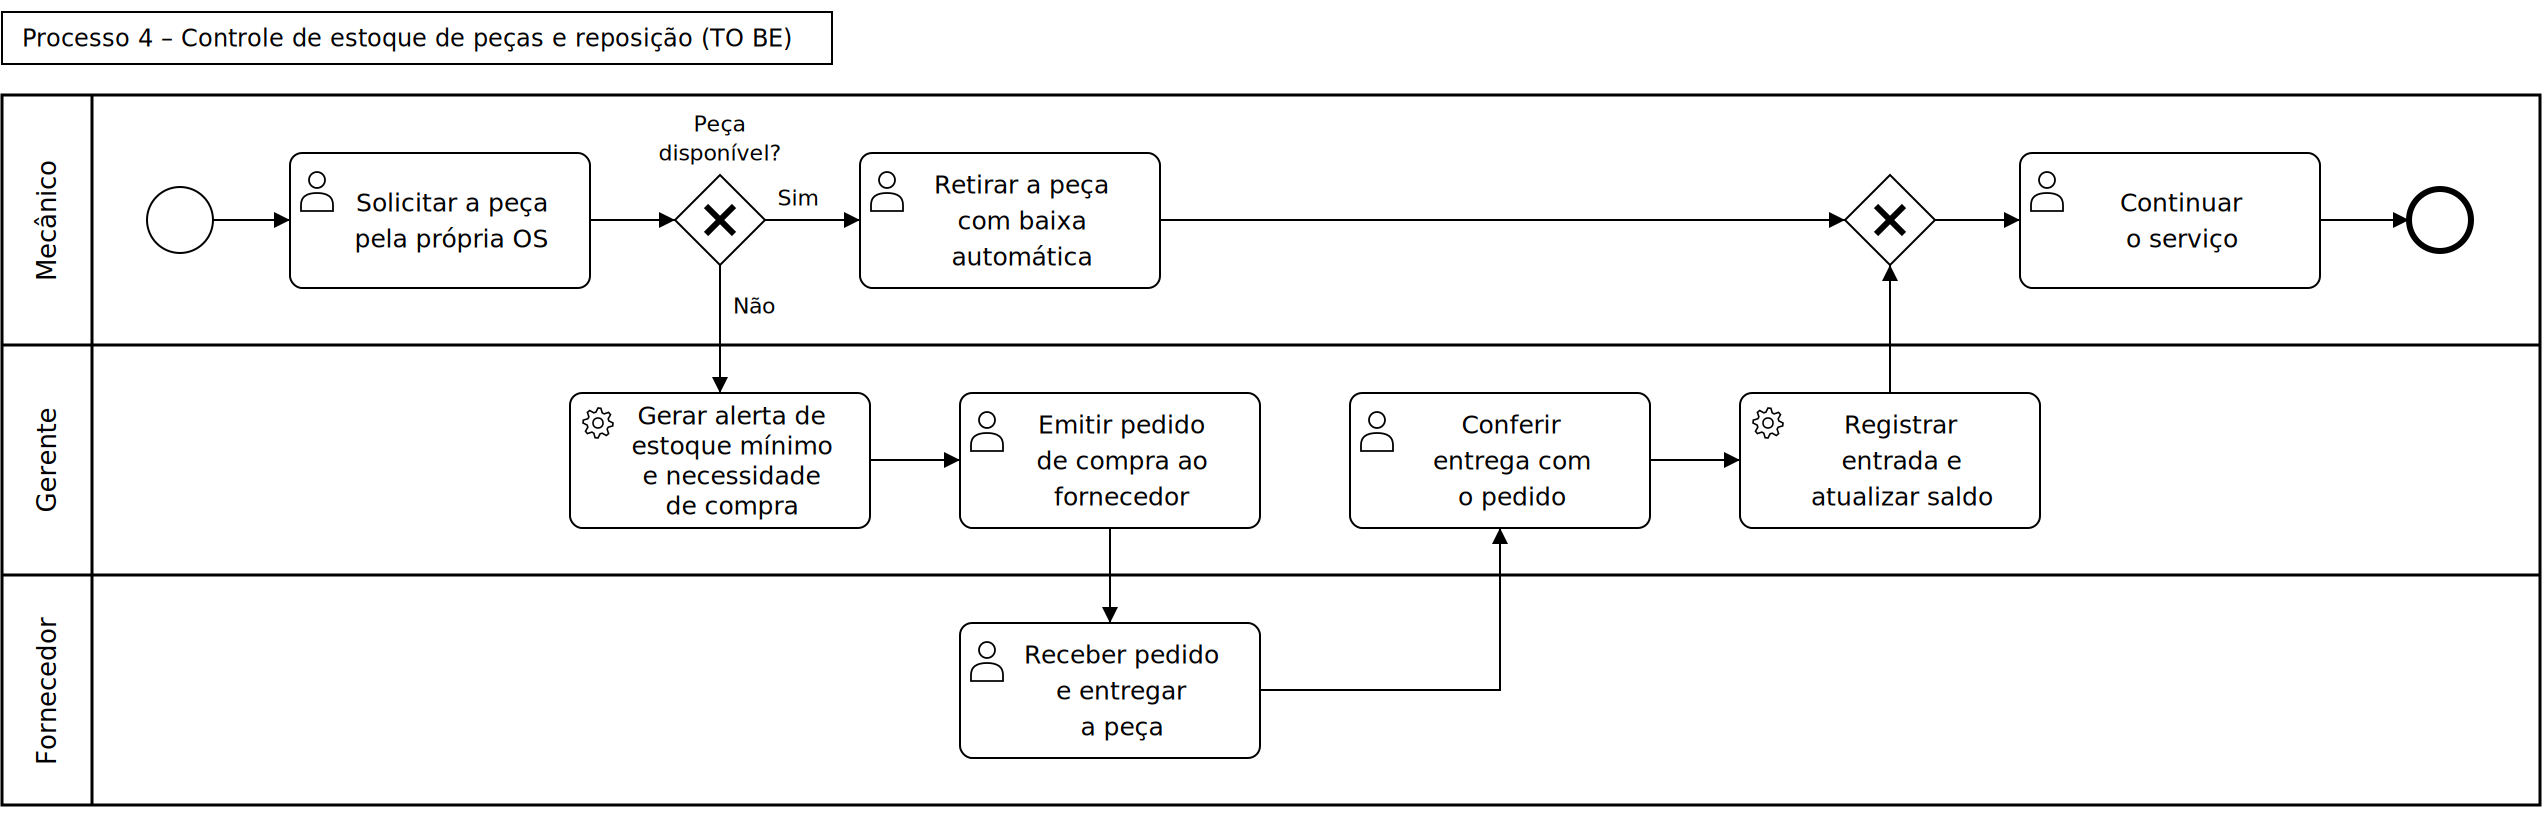 Processo 4 – Controle de estoque de peças e reposição (TO BE)
Mecânico
Solicitar a peça
pela própria OS
Peça
disponível?
Sim
Não
Retirar a peça
com baixa
automática
Continuar
o serviço
Gerente
Gerar alerta de
estoque mínimo
e necessidade
de compra
Emitir pedido
de compra ao
fornecedor
Conferir
entrega com
o pedido
Registrar
entrada e
atualizar saldo
Fornecedor
Receber pedido
e entregar
a peça